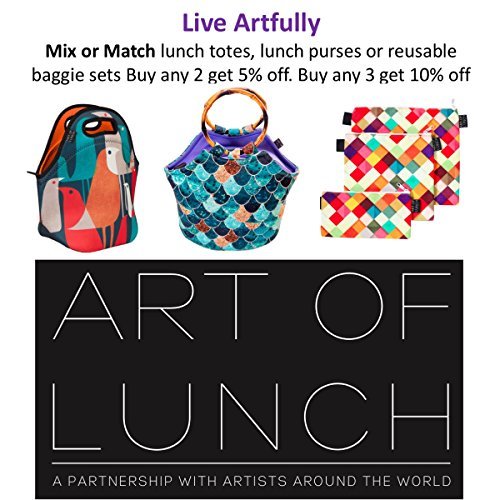 Live Artfully
Mix or Match lunch totes, lunch purses or reusable
baggie sets Buy any 2 get 5% off. Buy any 3 get 10% off
ART OF
LUNCH
A PARTNERSHIP WITH ARTISTS AROUND THE WORLD